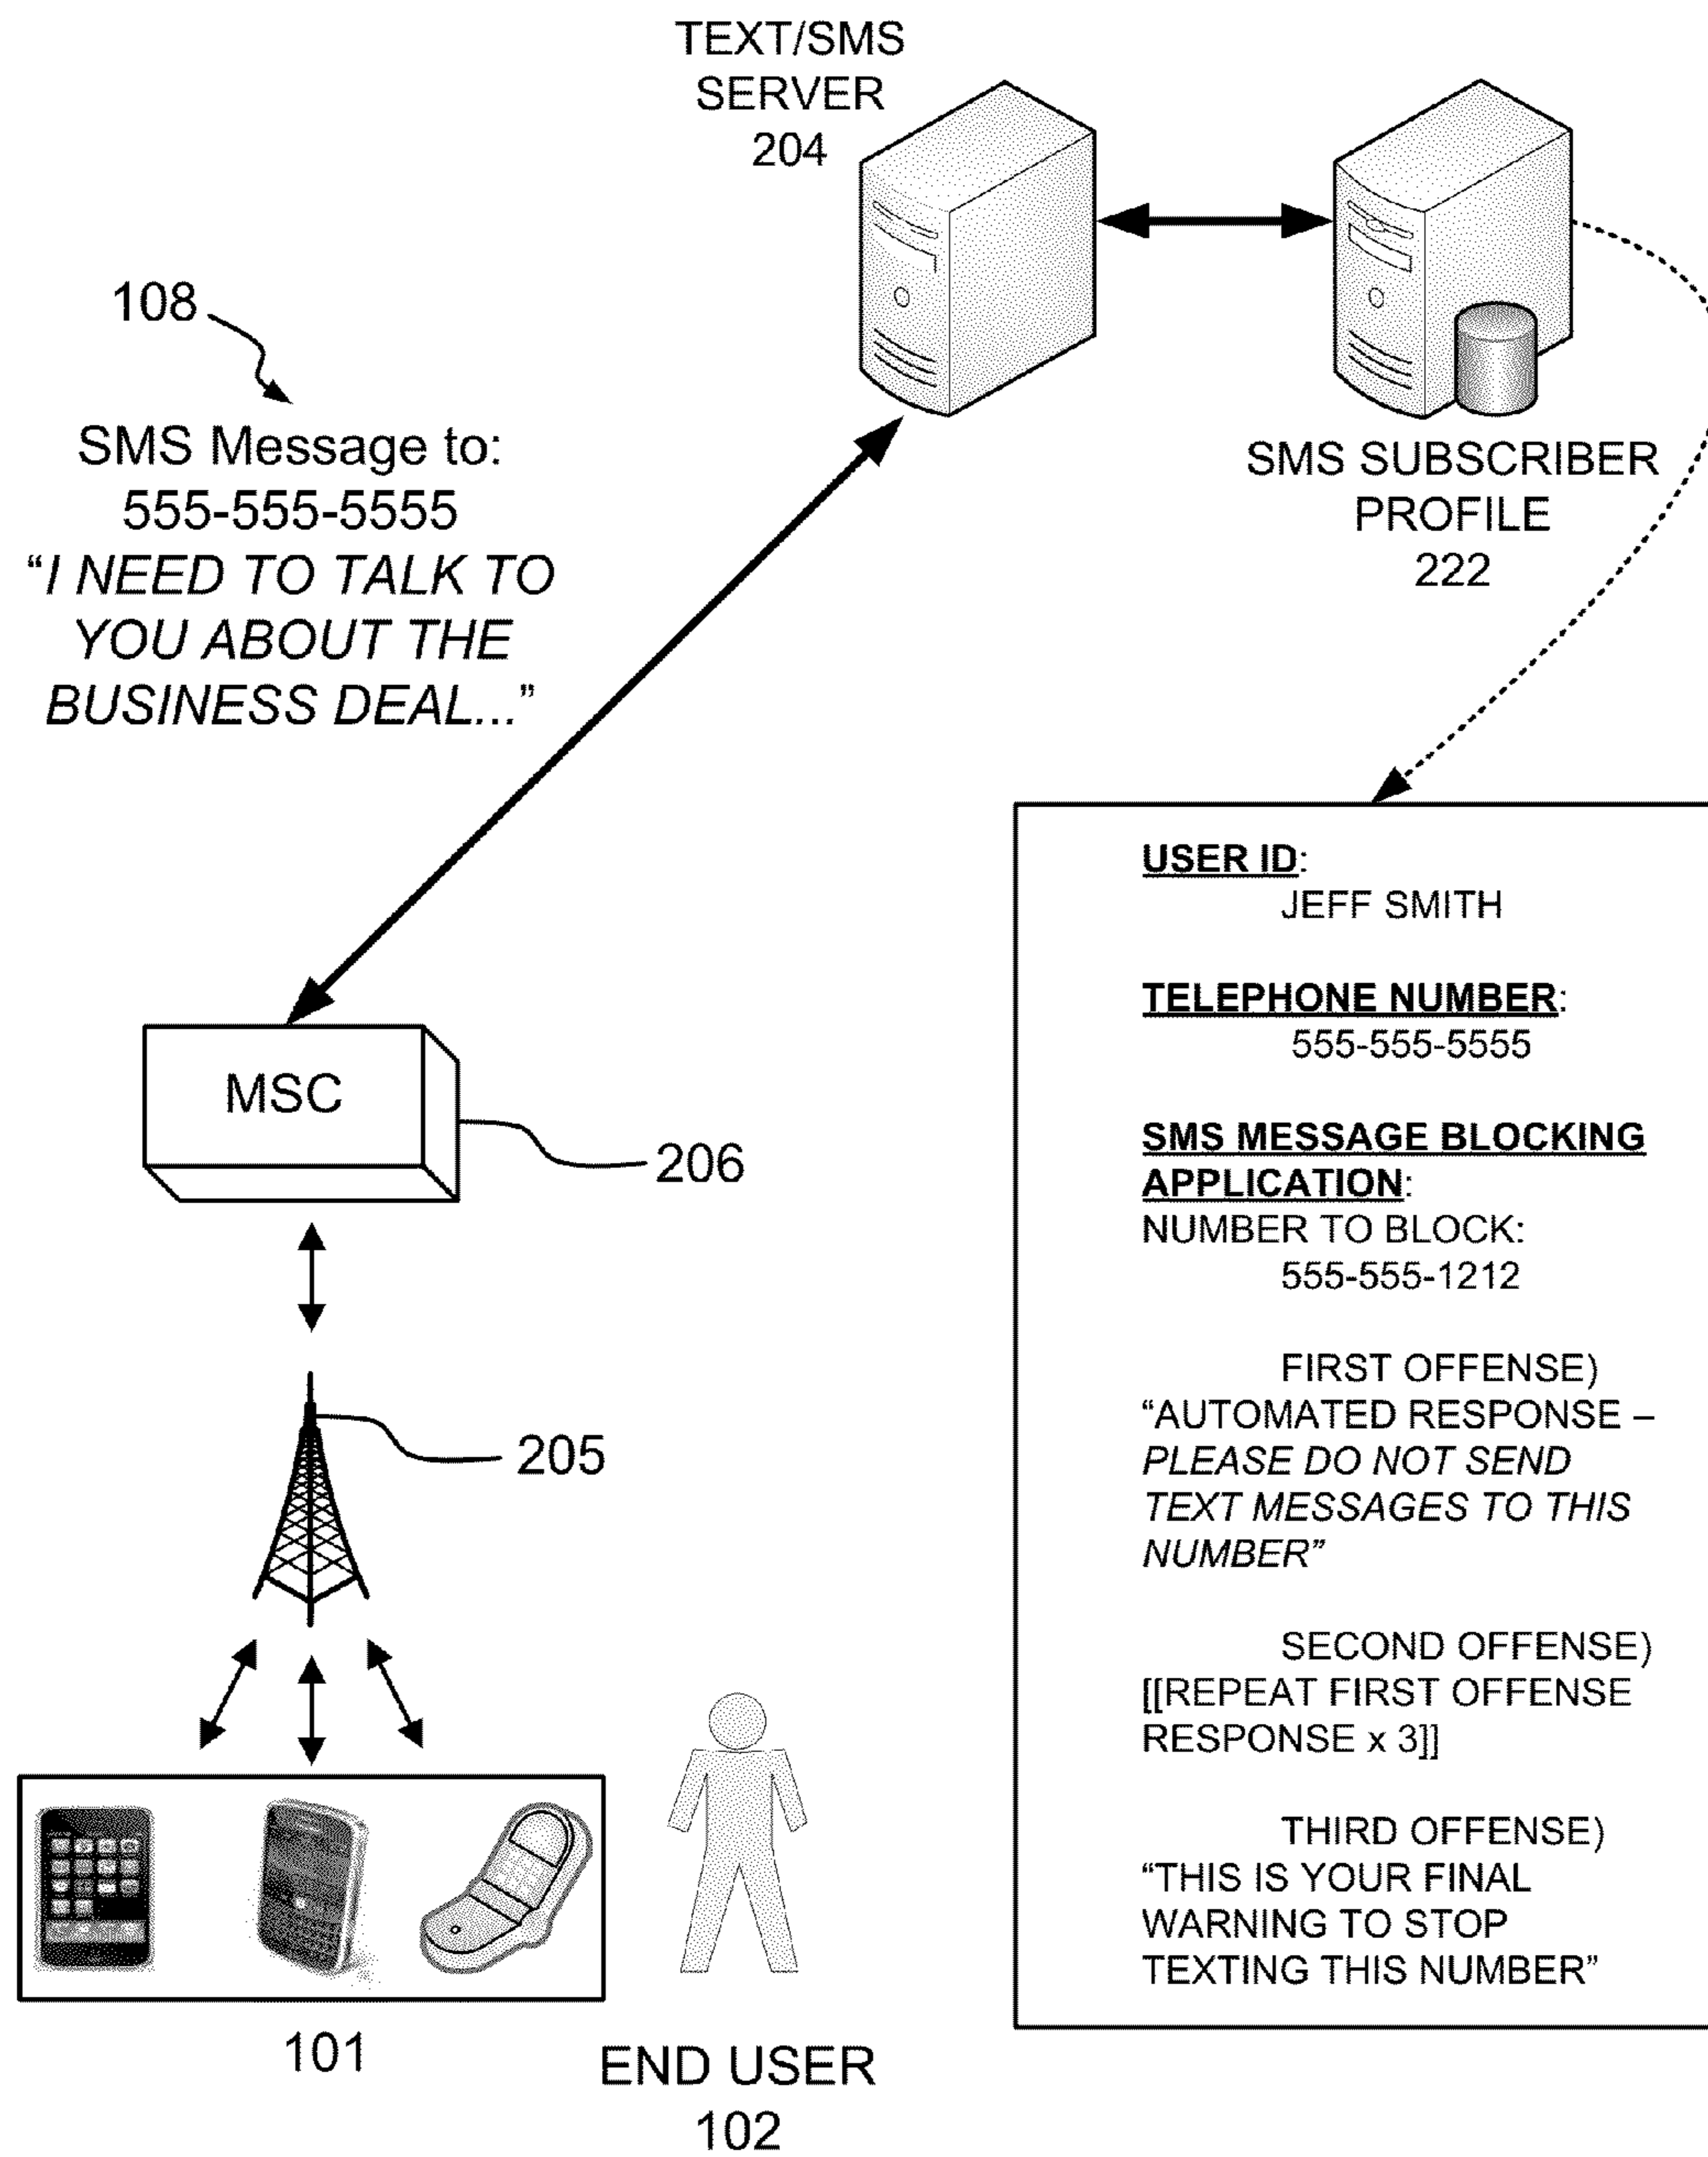 TEXT/SMS
SERVER
204
108
SMS Message to:
555-555-5555
“I NEED TO TALK TO
YOU ABOUT THE
BUSINESS DEAL...”
SMS SUBSCRIBER
PROFILE
222
MSC
206
205
101
END USER
102
USER ID:
JEFF SMITH
TELEPHONE NUMBER:
555-555-5555
SMS MESSAGE BLOCKING
APPLICATION:
NUMBER TO BLOCK:
555-555-1212
FIRST OFFENSE)
“AUTOMATED RESPONSE –
PLEASE DO NOT SEND
TEXT MESSAGES TO THIS
NUMBER”
SECOND OFFENSE)
[[REPEAT FIRST OFFENSE
RESPONSE x 3]]
THIRD OFFENSE)
“THIS IS YOUR FINAL
WARNING TO STOP
TEXTING THIS NUMBER”